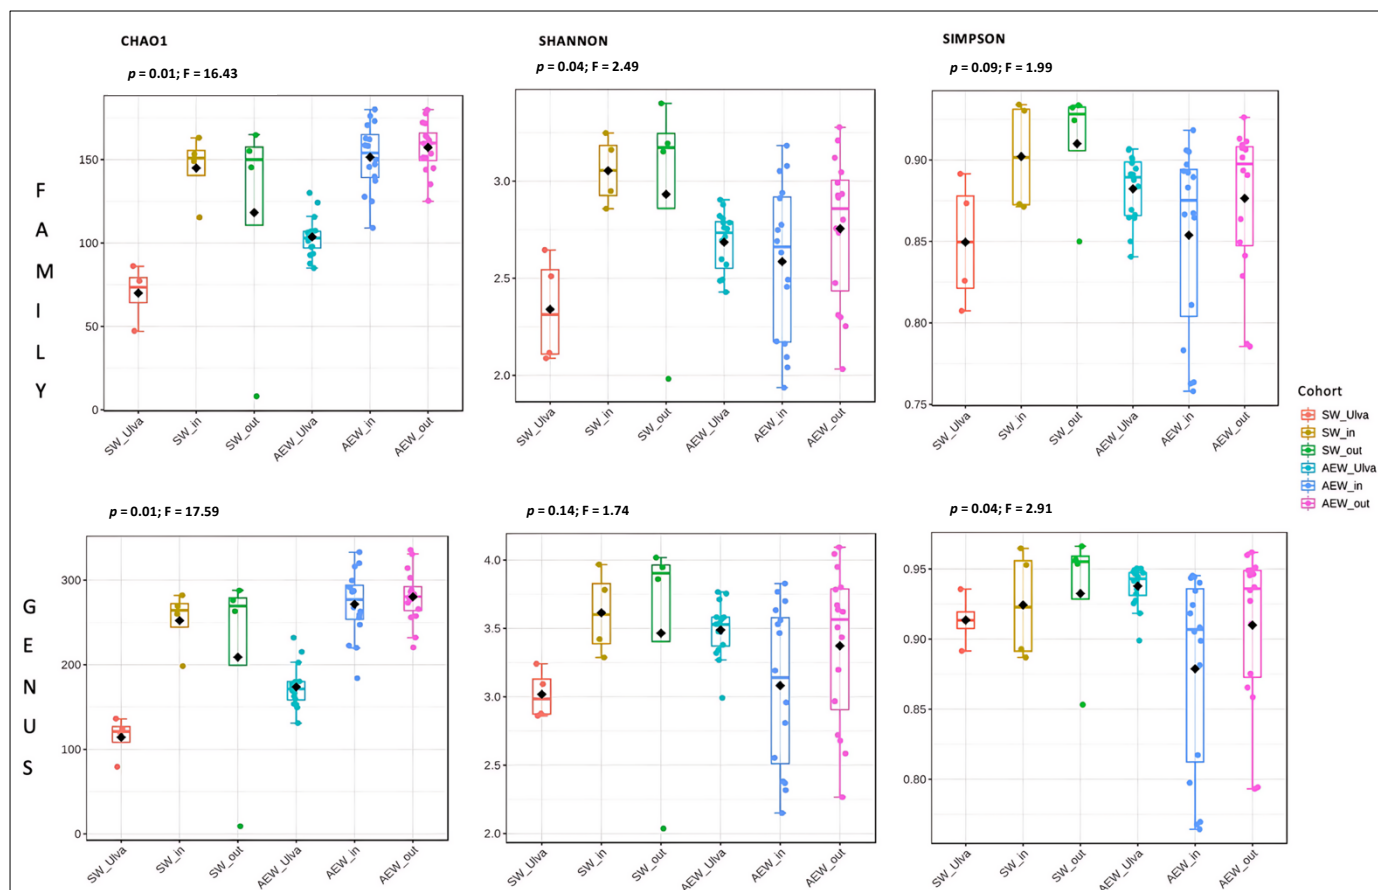 CHAO1
SHANNON
SIMPSON
p = 0.01; F = 16.43
p = 0.04; F = 2.49
p = 0.09; F = 1.99
FAMILY
150
100
50
0
SW_Ulva
SW_in
SW_out
AEW_Ulva
AEW_in
AEW_out
3.0
2.5
2.0
SW_Ulva
SW_in
SW_out
AEW_Ulva
AEW_in
AEW_out
0.90
0.85
0.80
0.75
SW_Ulva
SW_in
SW_out
AEW_Ulva
AEW_in
AEW_out
Cohort
SW_Ulva
SW_in
SW_out
AEW_Ulva
AEW_in
AEW_out
p = 0.01; F = 17.59
p = 0.14; F = 1.74
p = 0.04; F = 2.91
GENUS
300
200
100
0
SW_Ulva
SW_in
SW_out
AEW_Ulva
AEW_in
AEW_out
4.0
3.5
3.0
2.5
2.0
SW_Ulva
SW_in
SW_out
AEW_Ulva
AEW_in
AEW_out
0.95
0.90
0.85
0.80
SW_Ulva
SW_in
SW_out
AEW_Ulva
AEW_in
AEW_out